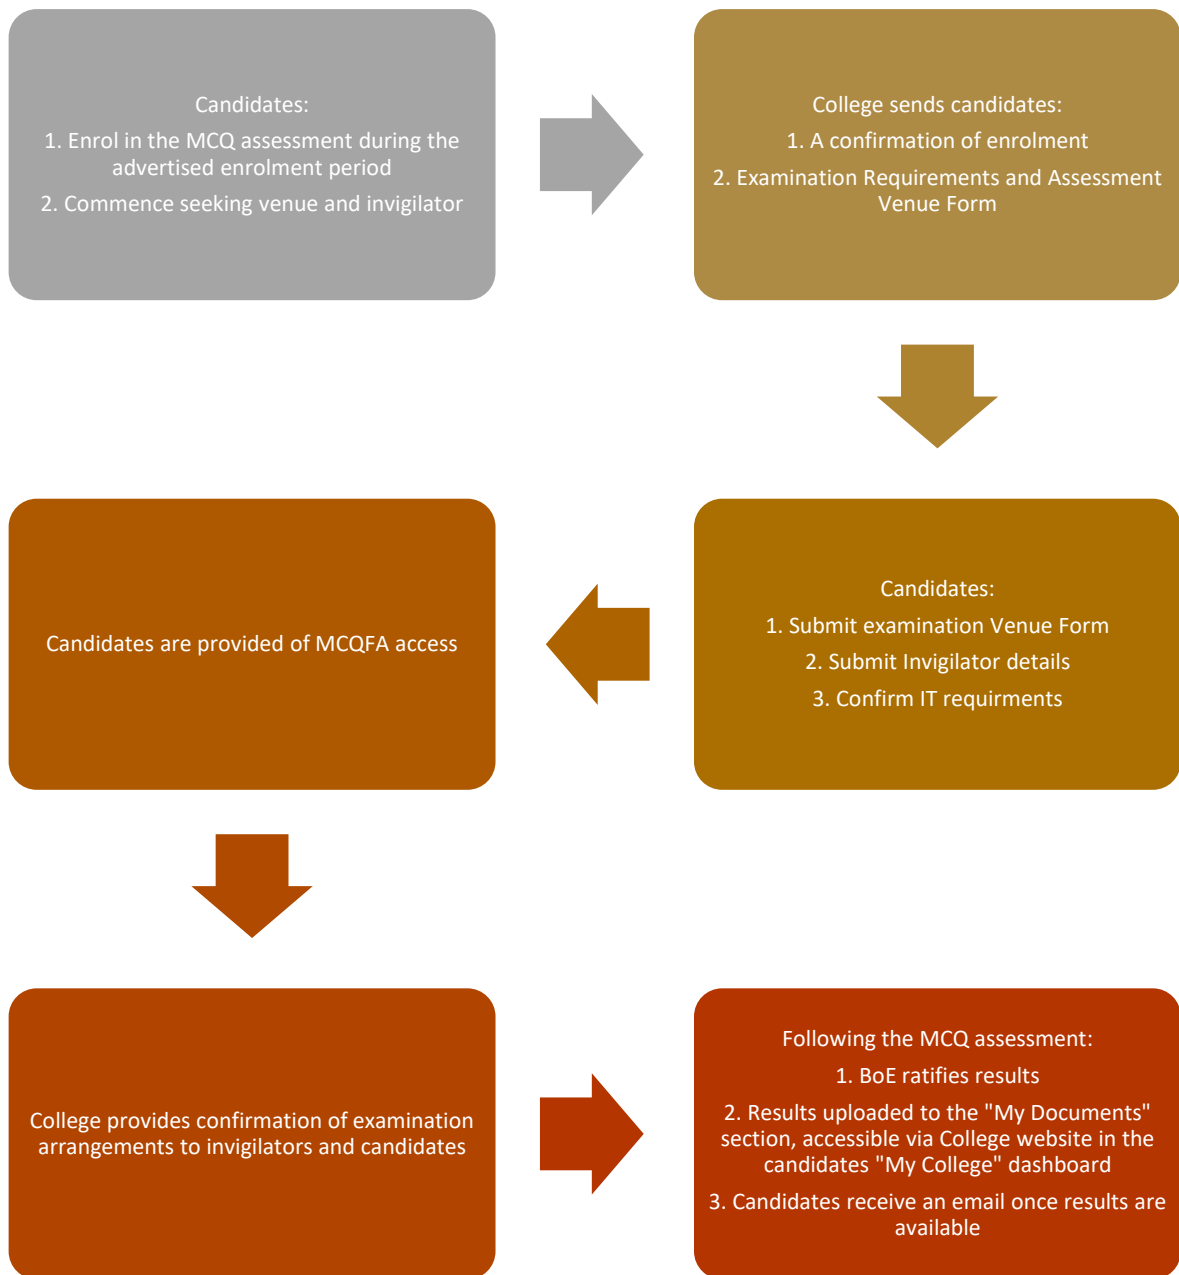 Candidates:
1. Enrol in the MCQ assessment during the
advertised enrolment period
2. Commence seeking venue and invigilator
College sends candidates:
1. A confirmation of enrolment
2. Examination Requirements and Assessment
Venue Form
Candidates:
1. Submit examination Venue Form
2. Submit Invigilator details
3. Confirm IT requirments
Candidates are provided of MCQFA access
College provides confirmation of examination
arrangements to invigilators and candidates
Following the MCQ assessment:
1. BoE ratifies results
2. Results uploaded to the "My Documents"
section, accessible via College website in the
candidates "My College" dashboard
3. Candidates receive an email once results are
available